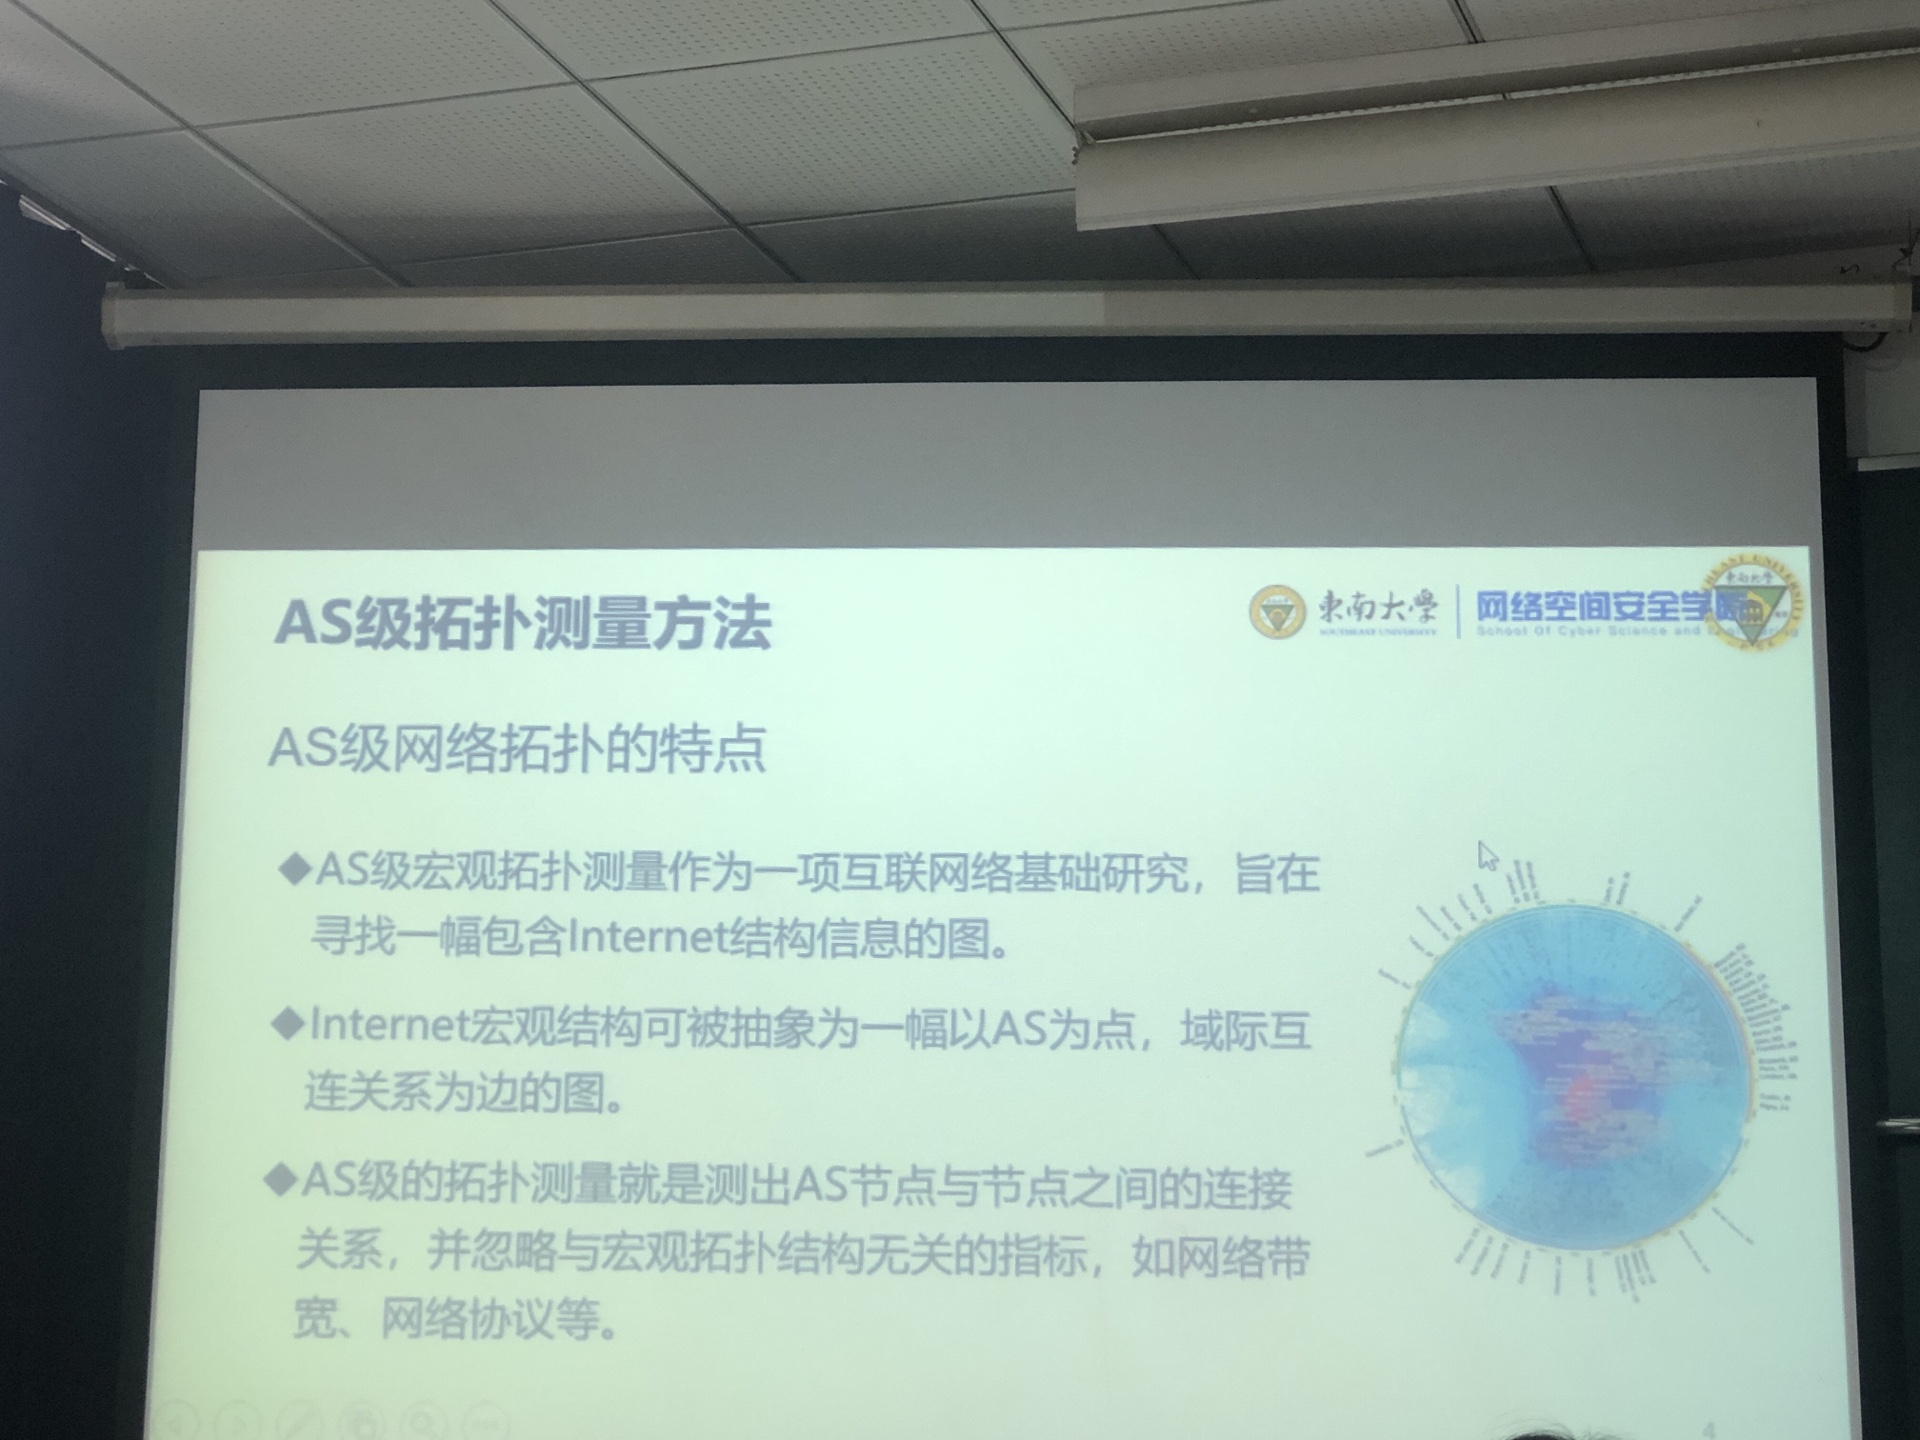 AS级拓扑测量方法
東南大學
SOUTHEAST UNIVERSITY
网络空间安全学院
School Of Cyber Science and
AS级网络拓扑的特点
◆AS级宏观拓扑测量作为一项互联网络基础研究，旨在
寻找一幅包含Internet结构信息的图。
◆Internet宏观结构可被抽象为一幅以AS为点，域际互
连关系为边的图。
◆AS级的拓扑测量就是测出AS节点与节点之间的连接
关系，并忽略与宏观拓扑结构无关的指标，如网络带
宽、网络协议等。
4